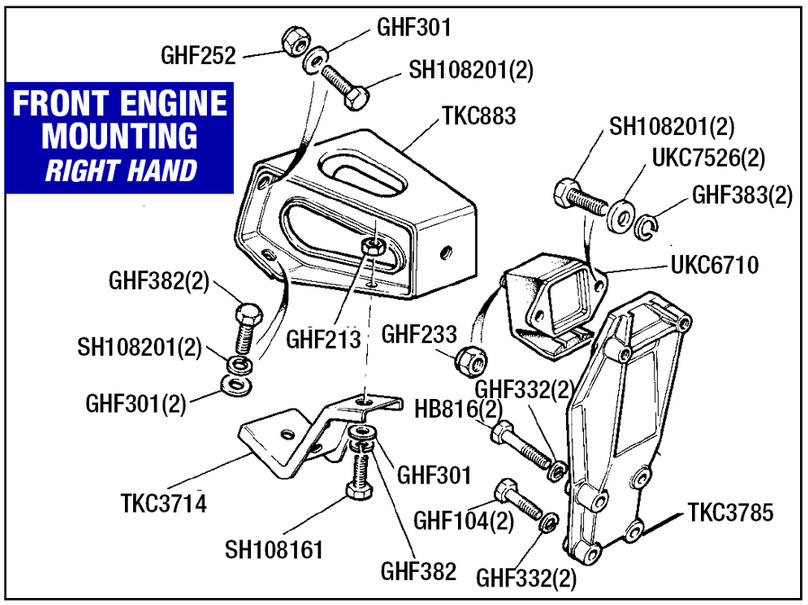 GHF301
GHF252
SH108201(2)
FRONT ENGINE
MOUNTING
RIGHT HAND
TKC883
SH108201(2)
UKC7526(2)
GHF383(2)
UKC6710
GHF382(2)
GHF213
GHF233
SH108201(2)
GHF301(2)
GHF332(2)
HB816(2)
GHF301
TKC3714
GHF104(2)
TKC3785
SH108161
GHF382
GHF332(2)